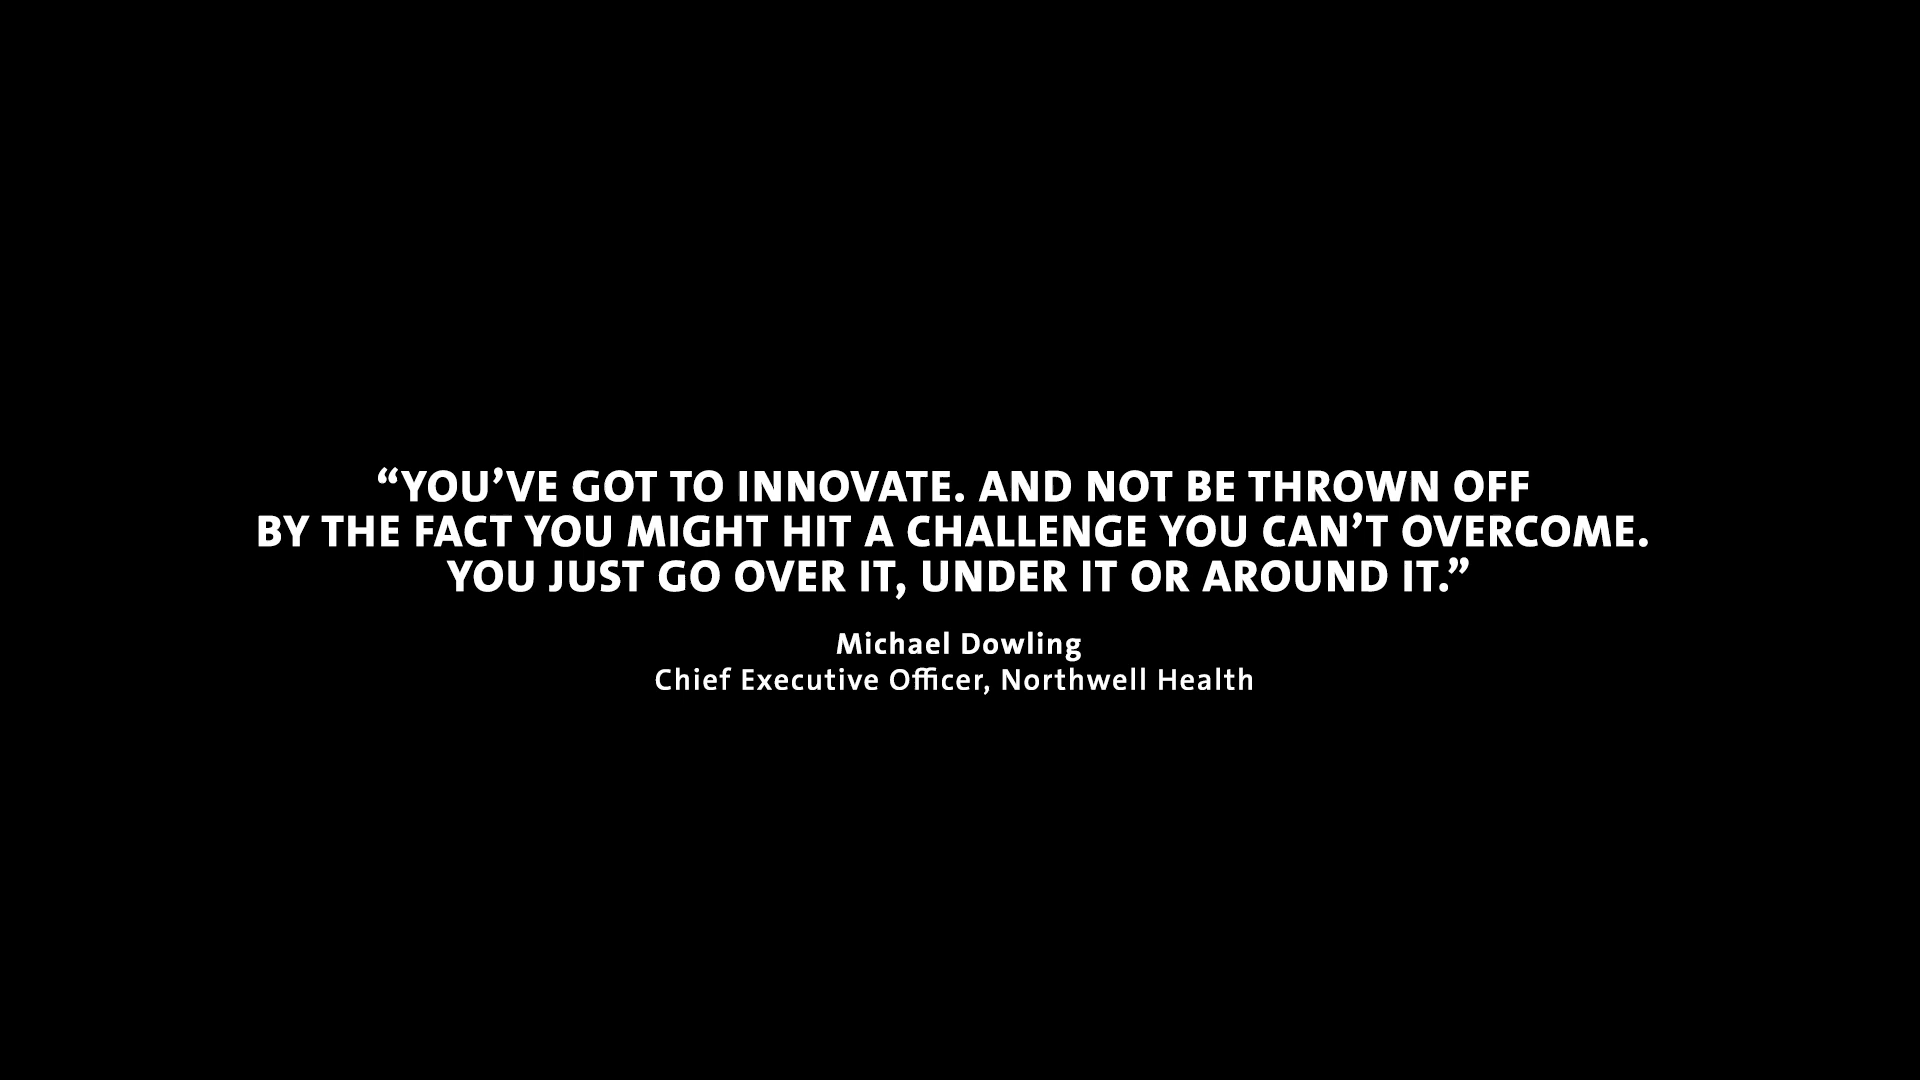 “YOU’VE GOT TO INNOVATE. AND NOT BE THROWN OFF
BY THE FACT YOU MIGHT HIT A CHALLENGE YOU CAN’T OVERCOME.
YOU JUST GO OVER IT, UNDER IT OR AROUND IT.”
Michael Dowling
Chief Executive Officer, Northwell Health